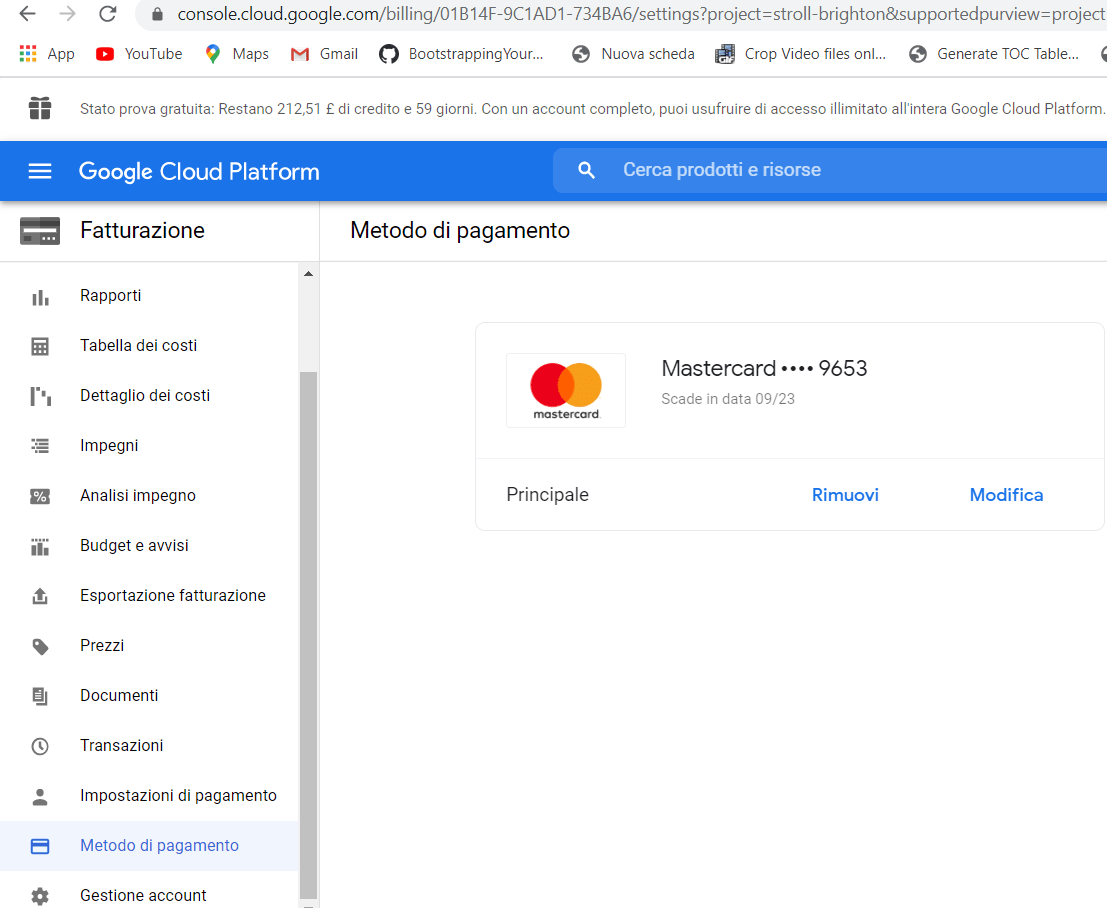 console.cloud.google.com/billing/01B14F-9C1AD1-734BA6/settings?project=stroll-brighton&supportedpurview=project
App YouTube Maps Gmail BootstrappingYour... Nuova scheda Crop Video files onl... Generate TOC Table...
Stato prova gratuita: Restano 212,51 £ di credito e 59 giorni. Con un account completo, puoi usufruire di accesso illimitato all'intera Google Cloud Platform.
Google Cloud Platform
Cerca prodotti e risorse
Fatturazione
Metodo di pagamento
Rapporti
Tabella dei costi
Dettaglio dei costi
Impegni
Analisi impegno
Budget e avvisi
Esportazione fatturazione
Prezzi
Documenti
Transazioni
Impostazioni di pagamento
Metodo di pagamento
Gestione account
mastercard.
Mastercard •••• 9653
Scade in data 09/23
Principale
Rimuovi
Modifica